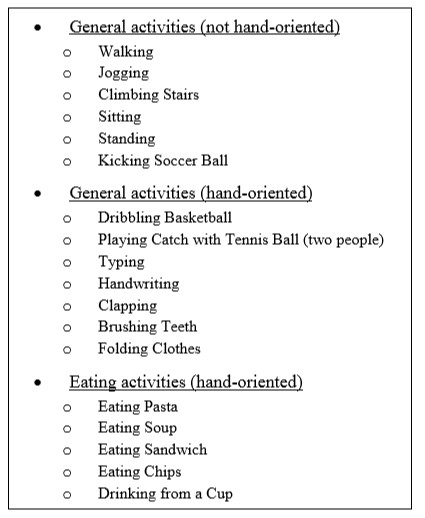 • General activities (not hand-oriented)
o Walking
o Jogging
o Climbing Stairs
o Sitting
o Standing
o Kicking Soccer Ball
• General activities (hand-oriented)
o Dribbling Basketball
o Playing Catch with Tennis Ball (two people)
o Typing
o Handwriting
o Clapping
o Brushing Teeth
o Folding Clothes
• Eating activities (hand-oriented)
o Eating Pasta
o Eating Soup
o Eating Sandwich
o Eating Chips
o Drinking from a Cup